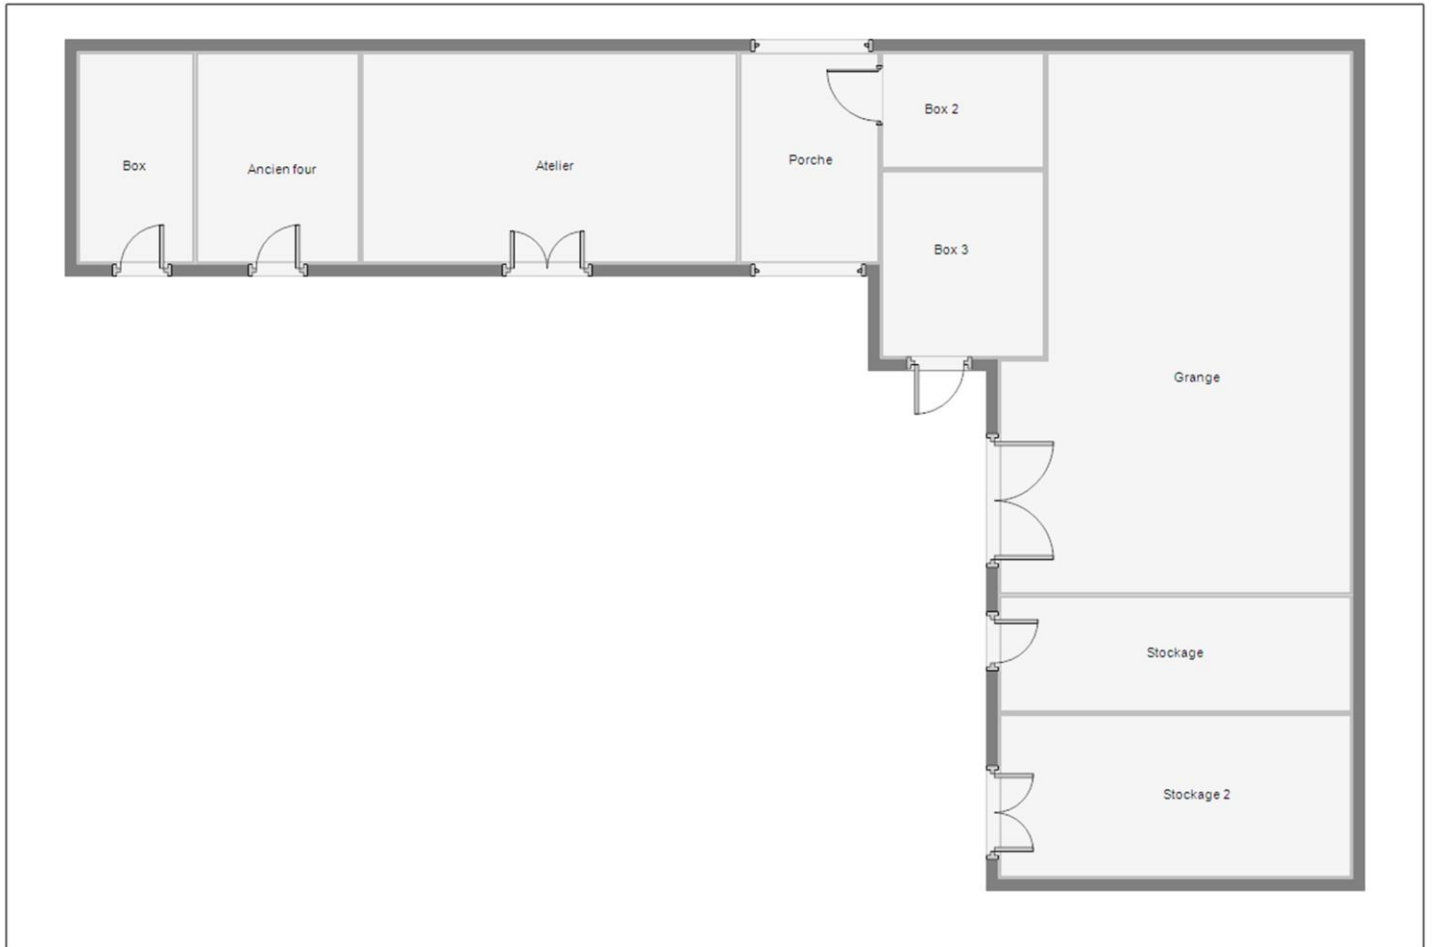 Box
Ancien four
Atelier
Porche
Box 2
Box 3
Grange
Stockage
Stockage 2